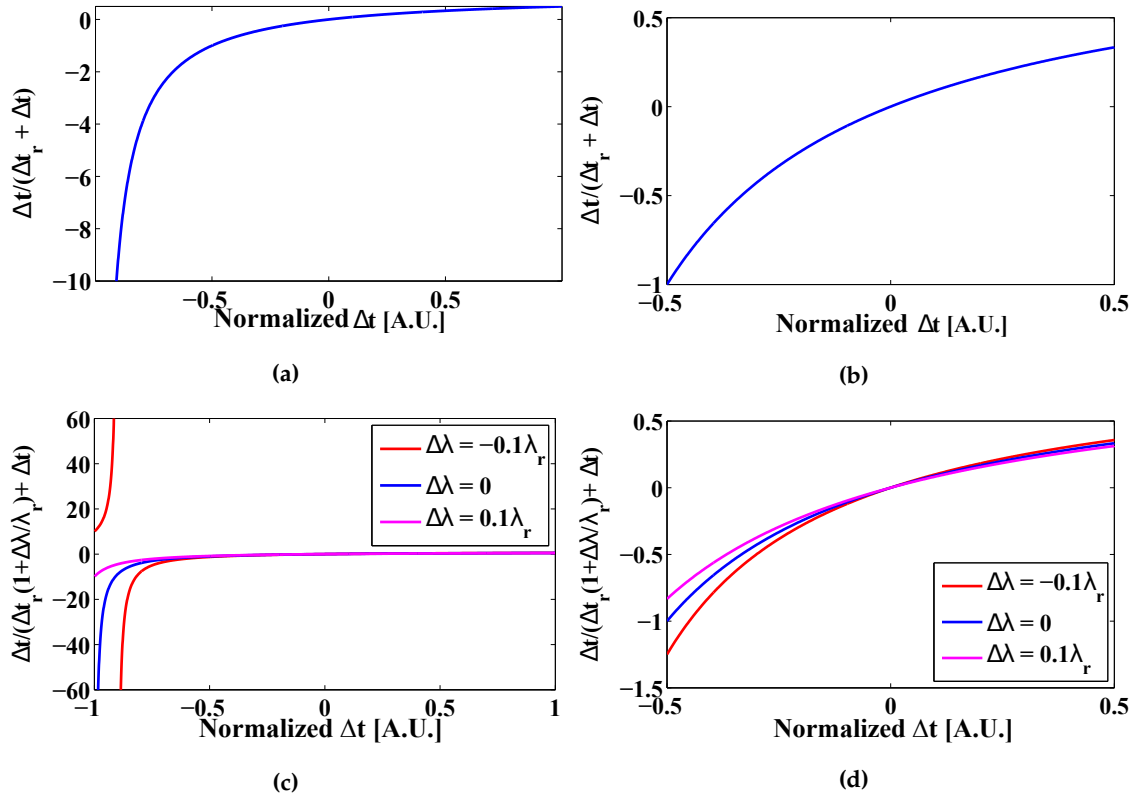 0
−2
−4
−6
−8
−10
−0.5
0
0.5
Δt/(Δt_r + Δt)
Normalized Δt [A.U.]
(a)
0.5
0
−0.5
−1
−0.5
0
0.5
Δt/(Δt_r + Δt)
Normalized Δt [A.U.]
(b)
60
40
20
0
−20
−40
−60
−1
−0.5
0
0.5
1
Δt/(Δt_r(1+Δλ/λ_r)+ Δt)
Normalized Δt [A.U.]
Δλ = −0.1λ_r
Δλ = 0
Δλ = 0.1λ_r
(c)
0.5
0
−0.5
−1
−1.5
−0.5
0
0.5
Δt/(Δt_r(1+Δλ/λ_r)+ Δt)
Normalized Δt [A.U.]
Δλ = −0.1λ_r
Δλ = 0
Δλ = 0.1λ_r
(d)